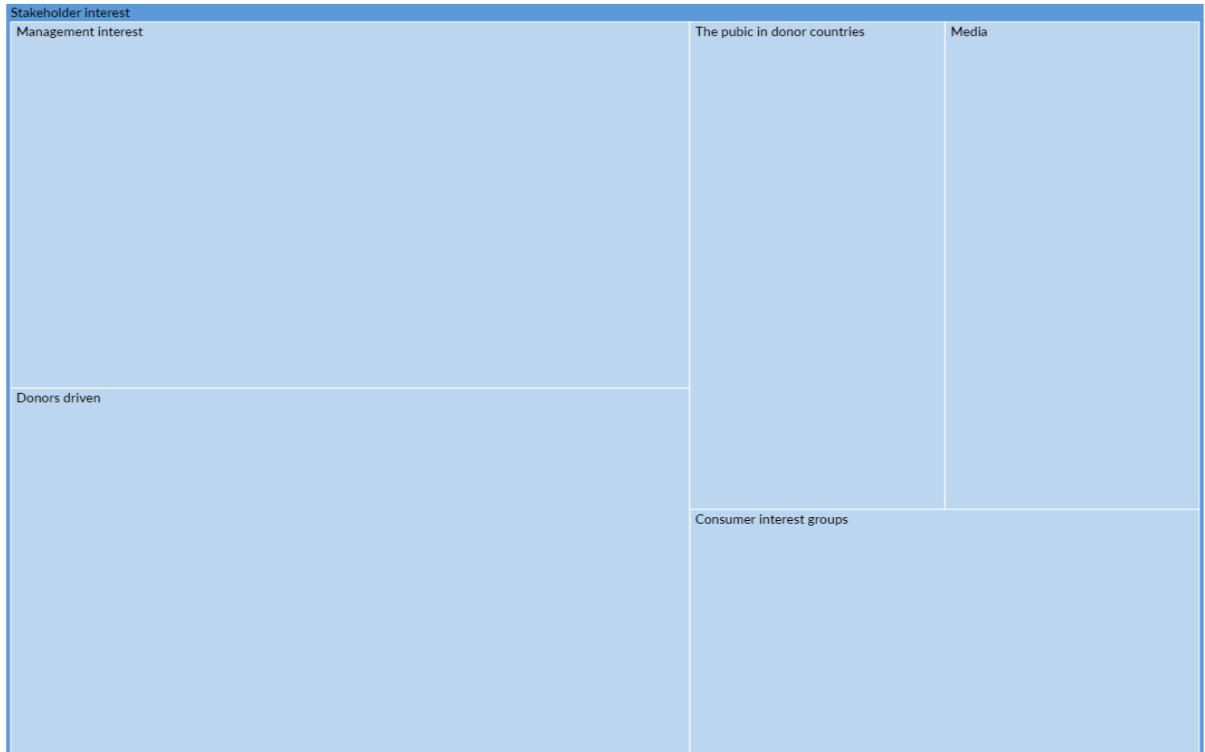 Stakeholder interest
Management interest
The pubic in donor countries
Media
Donors driven
Consumer interest groups